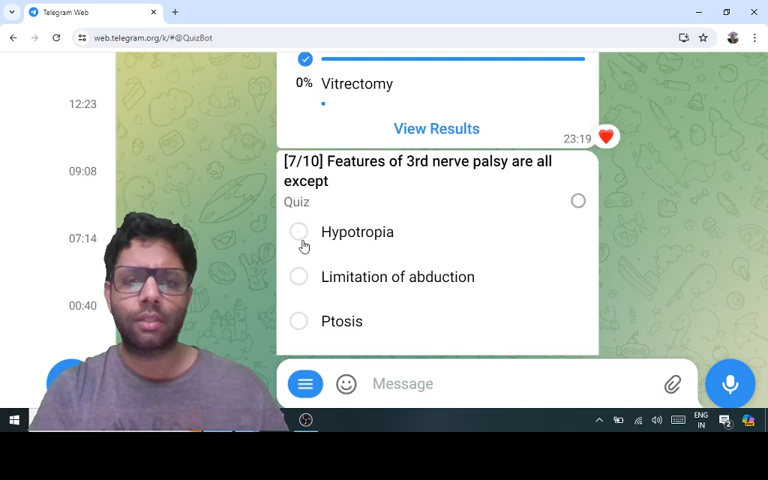 Telegram Web
web.telegram.org/k/#@QuizBot
12:23
0% Vitrectomy
View Results
23:19
09:08
[7/10] Features of 3rd nerve palsy are all
except
Quiz
07:14
Hypotropia
Limitation of abduction
00:40
Ptosis
Message
ENG
IN
2